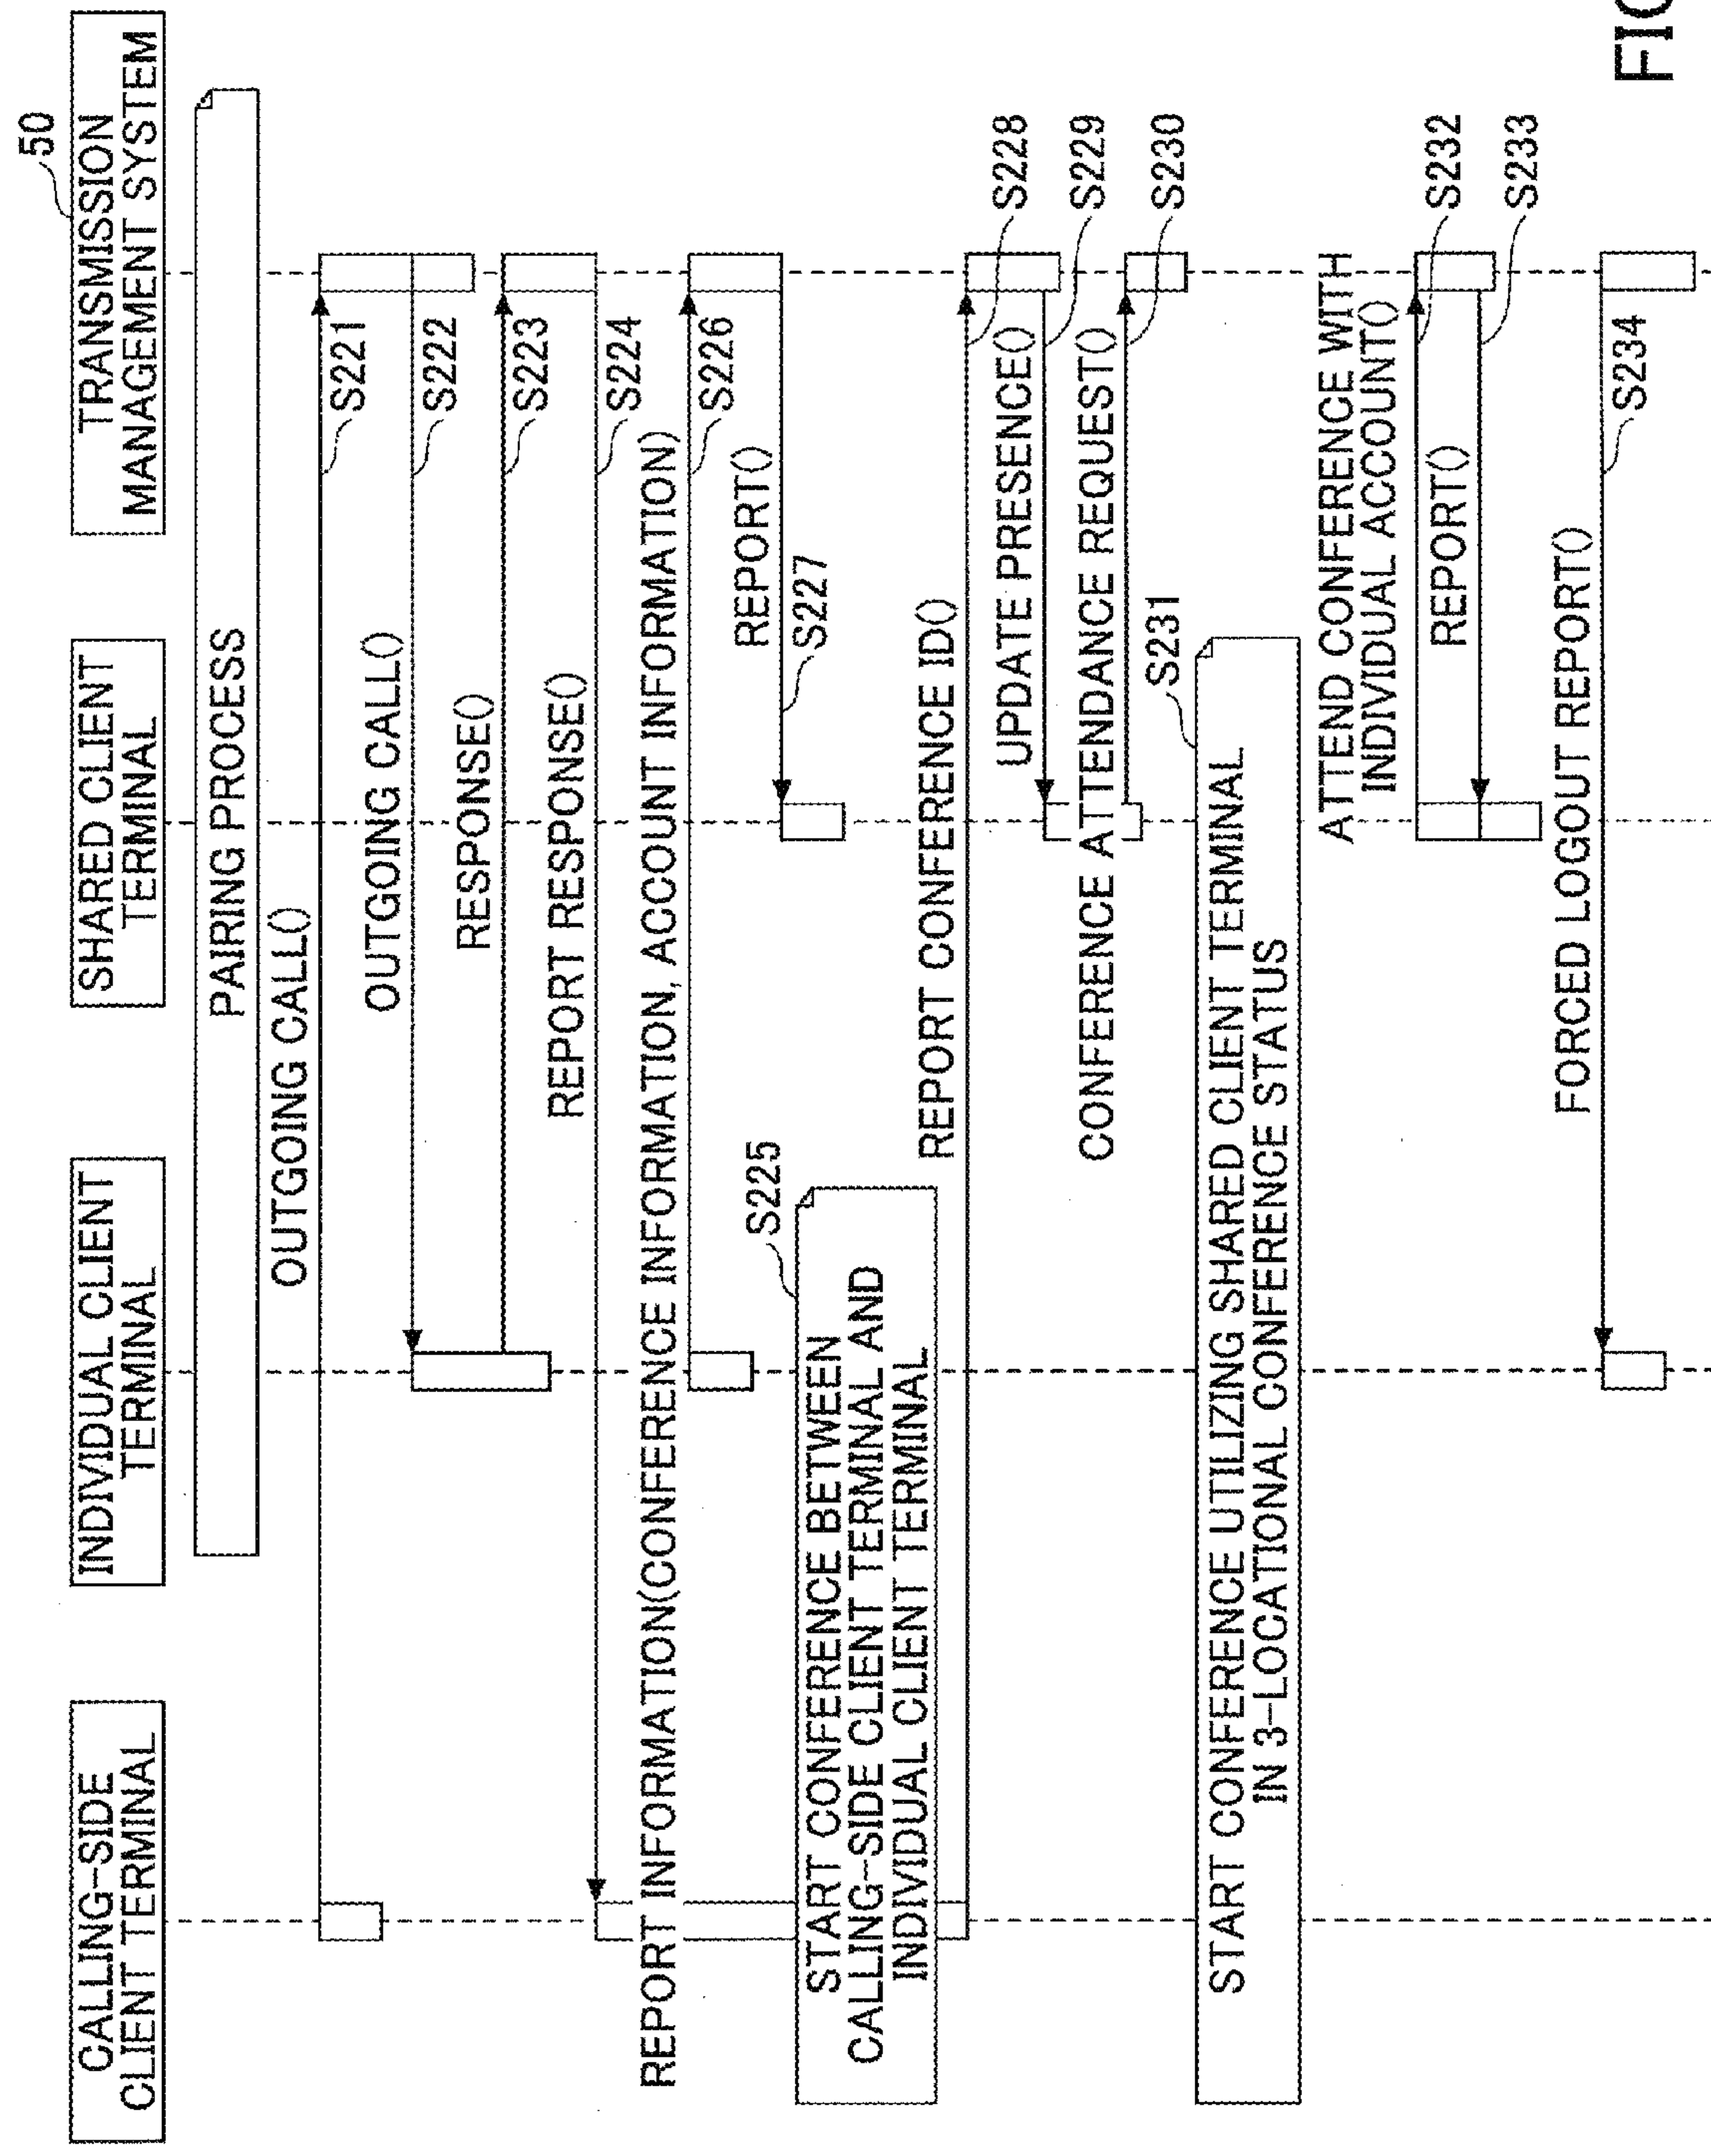 50
CALLING-SIDE
CLIENT TERMINAL
INDIVIDUAL CLIENT
TERMINAL
SHARED CLIENT
TERMINAL
TRANSMISSION
MANAGEMENT SYSTEM
PAIRING PROCESS
OUTGOING CALL()
S221
OUTGOING CALL()
S222
RESPONSE()
S223
REPORT RESPONSE()
S224
REPORT INFORMATION(CONFERENCE INFORMATION, ACCOUNT INFORMATION)
S226
REPORT()
S227
S225
START CONFERENCE BETWEEN
CALLING-SIDE CLIENT TERMINAL AND
INDIVIDUAL CLIENT TERMINAL
REPORT CONFERENCE ID()
S228
UPDATE PRESENCE()
S229
CONFERENCE ATTENDANCE REQUEST()
S230
S231
START CONFERENCE UTILIZING SHARED CLIENT TERMINAL
IN 3-LOCATIONAL CONFERENCE STATUS
ATTEND CONFERENCE WITH
INDIVIDUAL ACCOUNT()
S232
REPORT()
S233
FORCED LOGOUT REPORT()
S234